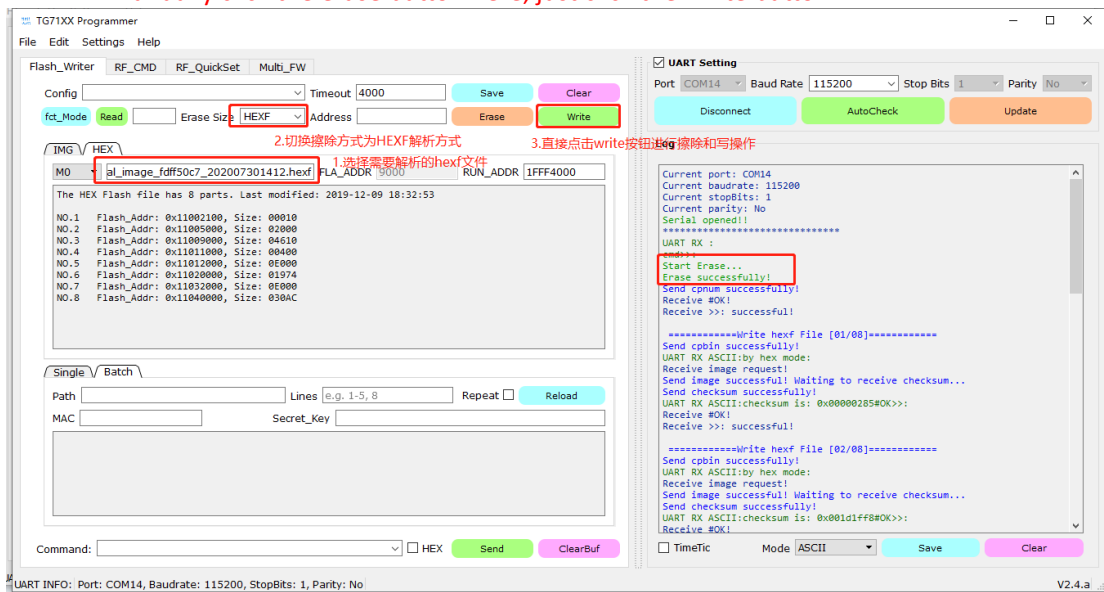 TG71XX Programmer
File Edit Settings Help
Flash_Writer RF_CMD RF_QuickSet Multi_FW
Config Timeout 4000 Save Clear
fct_Mode Read Erase Size HEXF Address Erase Write
2.切换擦除方式为HEXF解析方式
3.直接点击write按钮进行擦除和写操作
IMG HEX
1.选择需要解析的hexf文件
M0 al_image_fdff50c7_202007301412.hexf FLA_ADDR 9000 RUN_ADDR 1FFF4000
The HEX Flash file has 8 parts. Last modified: 2019-12-09 18:32:53
NO.1 Flash_Addr: 0x11002100, Size: 00010
NO.2 Flash_Addr: 0x11005000, Size: 02000
NO.3 Flash_Addr: 0x11009000, Size: 04610
NO.4 Flash_Addr: 0x11011000, Size: 00400
NO.5 Flash_Addr: 0x11012000, Size: 0E000
NO.6 Flash_Addr: 0x11020000, Size: 01974
NO.7 Flash_Addr: 0x11032000, Size: 0E000
NO.8 Flash_Addr: 0x11040000, Size: 030AC
Single Batch
Path Lines e.g. 1-5, 8 Repeat Reload
MAC Secret_Key
Command: HEX Send ClearBuf
UART Setting
Port COM14 Baud Rate 115200 Stop Bits 1 Parity No
Disconnect AutoCheck Update
Log
Current port: COM14
Current baudrate: 115200
Current stopBits: 1
Current parity: No
Serial opened!!
*******************************
UART RX :
cmd>>:
Start Erase...
Erase successfully!
Send cpnum successfully!
Receive #OK!
Receive >>: successful!
============Write hexf File [01/08]============
Send cpbin successfully!
UART RX ASCII:by hex mode:
Receive image request!
Send image successful! Waiting to receive checksum...
Send checksum successfully!
UART RX ASCII:checksum is: 0x00000285#OK>>:
Receive #OK!
Receive >>: successful!
============Write hexf File [02/08]============
Send cpbin successfully!
UART RX ASCII:by hex mode:
Receive image request!
Send image successful! Waiting to receive checksum...
Send checksum successfully!
UART RX ASCII:checksum is: 0x001d1ff8#OK>>:
Receive #OK!
TimeTic Mode ASCII Save Clear
UART INFO: Port: COM14, Baudrate: 115200, StopBits: 1, Parity: No
V2.4.a